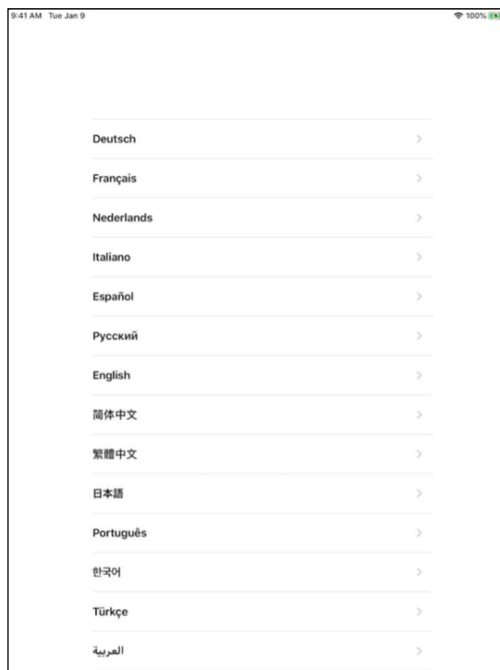 9:41 AM Tue Jan 9 100%
Deutsch
Français
Nederlands
Italiano
Español
Русский
English
简体中文
繁體中文
日本語
Português
한국어
Türkçe
العربية